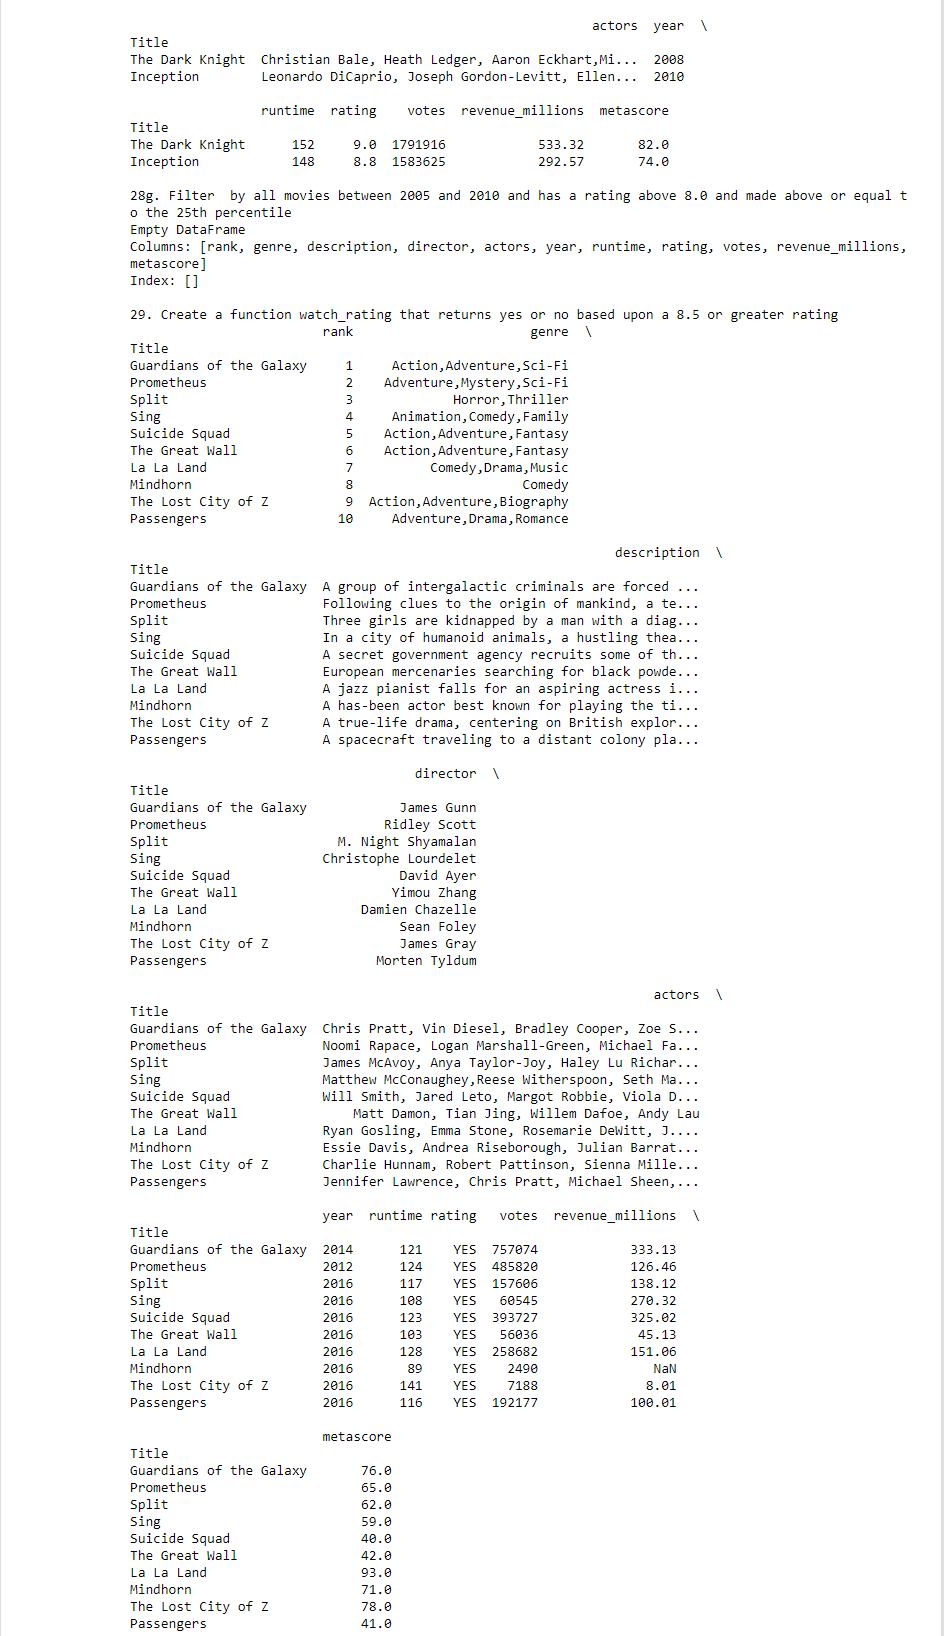 actors  year  \
Title
The Dark Knight  Christian Bale, Heath Ledger, Aaron Eckhart,Mi...  2008
Inception        Leonardo DiCaprio, Joseph Gordon-Levitt, Ellen...  2010
runtime  rating    votes  revenue_millions  metascore
Title
The Dark Knight      152     9.0  1791916            533.32       82.0
Inception            148     8.8  1583625            292.57       74.0
28g. Filter  by all movies between 2005 and 2010 and has a rating above 8.0 and made above or equal t
o the 25th percentile
Empty DataFrame
Columns: [rank, genre, description, director, actors, year, runtime, rating, votes, revenue_millions,
metascore]
Index: []
29. Create a function watch_rating that returns yes or no based upon a 8.5 or greater rating
rank                       genre  \
Title
Guardians of the Galaxy     1     Action,Adventure,Sci-Fi
Prometheus                  2    Adventure,Mystery,Sci-Fi
Split                       3             Horror,Thriller
Sing                        4     Animation,Comedy,Family
Suicide Squad               5    Action,Adventure,Fantasy
The Great Wall              6    Action,Adventure,Fantasy
La La Land                  7          Comedy,Drama,Music
Mindhorn                    8                      Comedy
The Lost City of Z          9  Action,Adventure,Biography
Passengers                 10     Adventure,Drama,Romance
description  \
Title
Guardians of the Galaxy  A group of intergalactic criminals are forced ...
Prometheus               Following clues to the origin of mankind, a te...
Split                    Three girls are kidnapped by a man with a diag...
Sing                     In a city of humanoid animals, a hustling thea...
Suicide Squad            A secret government agency recruits some of th...
The Great Wall           European mercenaries searching for black powde...
La La Land               A jazz pianist falls for an aspiring actress i...
Mindhorn                 A has-been actor best known for playing the ti...
The Lost City of Z       A true-life drama, centering on British explor...
Passengers               A spacecraft traveling to a distant colony pla...
director  \
Title
Guardians of the Galaxy            James Gunn
Prometheus                       Ridley Scott
Split                      M. Night Shyamalan
Sing                     Christophe Lourdelet
Suicide Squad                      David Ayer
The Great Wall                    Yimou Zhang
La La Land                    Damien Chazelle
Mindhorn                           Sean Foley
The Lost City of Z                 James Gray
Passengers                      Morten Tyldum
actors  \
Title
Guardians of the Galaxy  Chris Pratt, Vin Diesel, Bradley Cooper, Zoe S...
Prometheus               Noomi Rapace, Logan Marshall-Green, Michael Fa...
Split                    James McAvoy, Anya Taylor-Joy, Haley Lu Richar...
Sing                     Matthew McConaughey,Reese Witherspoon, Seth Ma...
Suicide Squad            Will Smith, Jared Leto, Margot Robbie, Viola D...
The Great Wall               Matt Damon, Tian Jing, Willem Dafoe, Andy Lau
La La Land               Ryan Gosling, Emma Stone, Rosemarie DeWitt, J....
Mindhorn                 Essie Davis, Andrea Riseborough, Julian Barrat...
The Lost City of Z       Charlie Hunnam, Robert Pattinson, Sienna Mille...
Passengers               Jennifer Lawrence, Chris Pratt, Michael Sheen,...
year  runtime rating   votes  revenue_millions  \
Title
Guardians of the Galaxy  2014      121    YES  757074            333.13
Prometheus               2012      124    YES  485820            126.46
Split                    2016      117    YES  157606            138.12
Sing                     2016      108    YES   60545            270.32
Suicide Squad            2016      123    YES  393727            325.02
The Great Wall           2016      103    YES   56036             45.13
La La Land               2016      128    YES  258682            151.06
Mindhorn                 2016       89    YES    2490               NaN
The Lost City of Z       2016      141    YES    7188              8.01
Passengers               2016      116    YES  192177            100.01
metascore
Title
Guardians of the Galaxy       76.0
Prometheus                    65.0
Split                         62.0
Sing                          59.0
Suicide Squad                 40.0
The Great Wall                42.0
La La Land                    93.0
Mindhorn                      71.0
The Lost City of Z            78.0
Passengers                    41.0